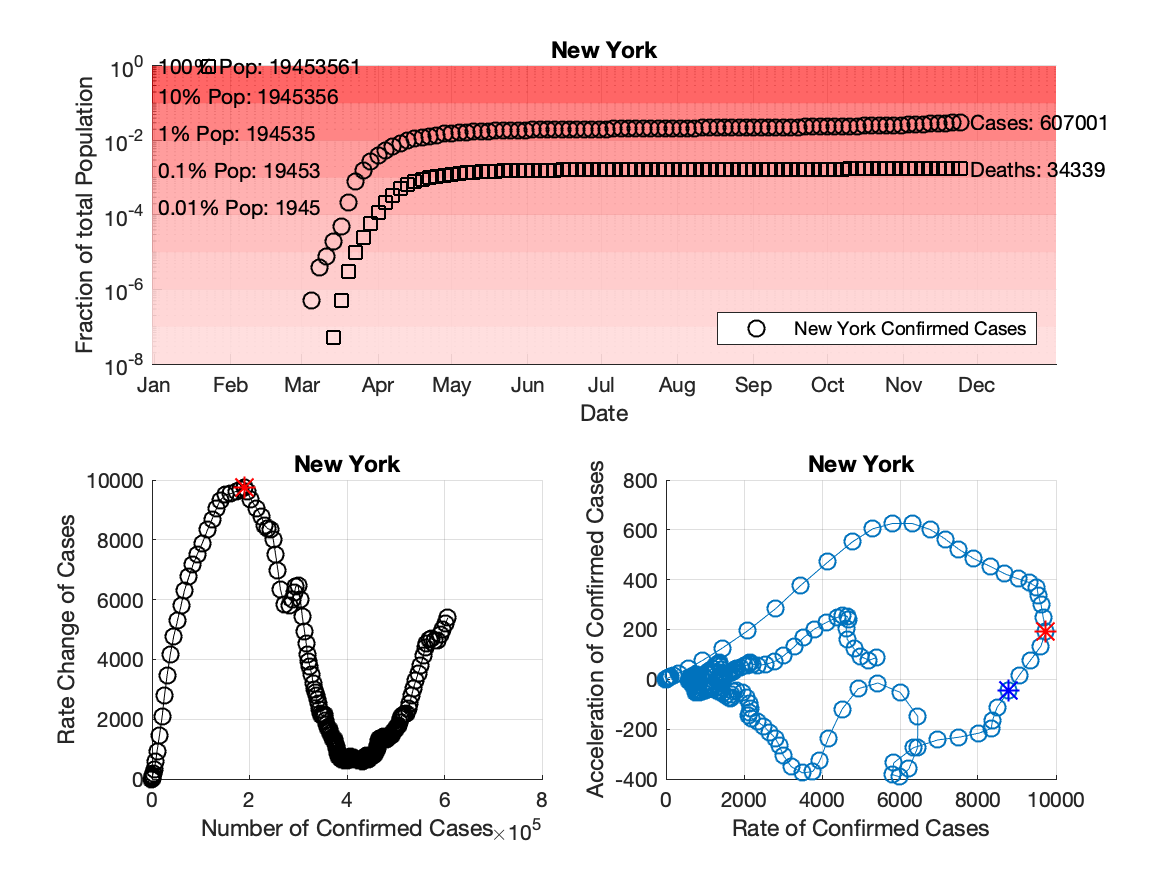 New York
Fraction of total Population
10^0
10^-2
10^-4
10^-6
10^-8
100% Pop: 19453561
10% Pop: 1945356
1% Pop: 194535
0.1% Pop: 19453
0.01% Pop: 1945
Cases: 607001
Deaths: 34339
New York Confirmed Cases
Jan Feb Mar Apr May Jun Jul Aug Sep Oct Nov Dec
Date
New York
Rate Change of Cases
10000
8000
6000
4000
2000
0
0 2 4 6 8
Number of Confirmed Cases ×10^5
New York
Acceleration of Confirmed Cases
800
600
400
200
0
-200
-400
0 2000 4000 6000 8000 10000
Rate of Confirmed Cases